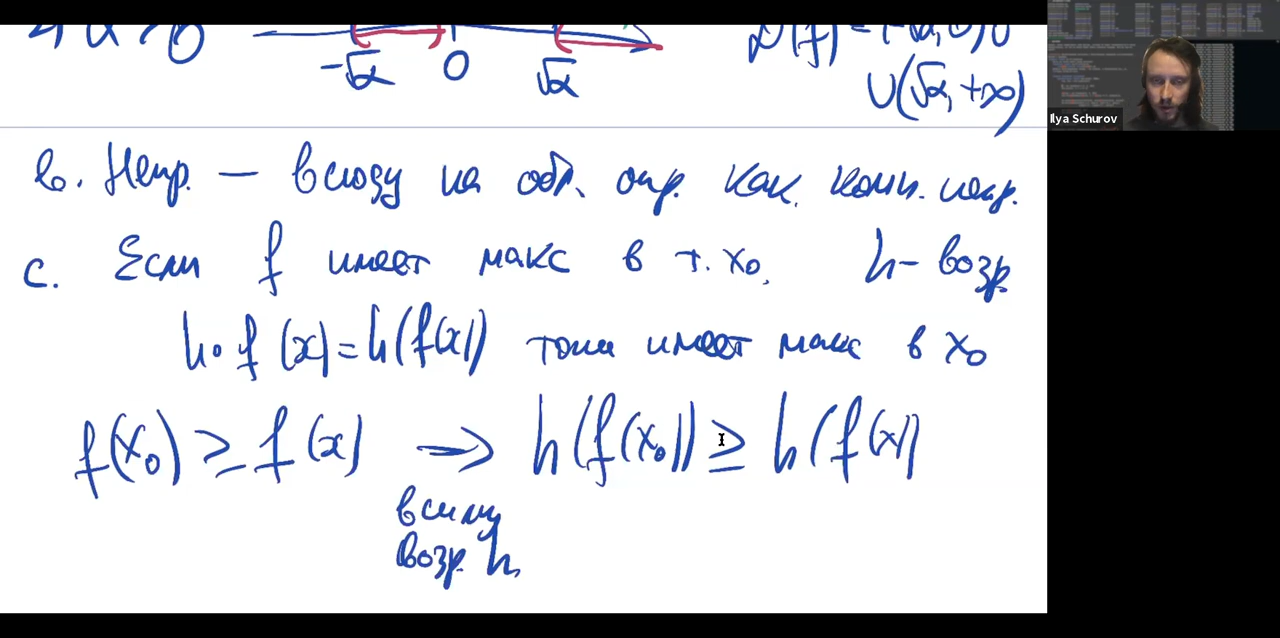 -√a 0 √a
∪(√a, +∞)
b. Непр. — всюду на обл. опр. как комп. непр.
c. Если f имеет макс в т. x₀, h - возр.
h∘f (x) = h(f(x)) тоже имеет макс в x₀
f(x₀) ≥ f(x) → h(f(x₀)) ≥ h(f(x))
в силу
возр. h
Ilya Schurov